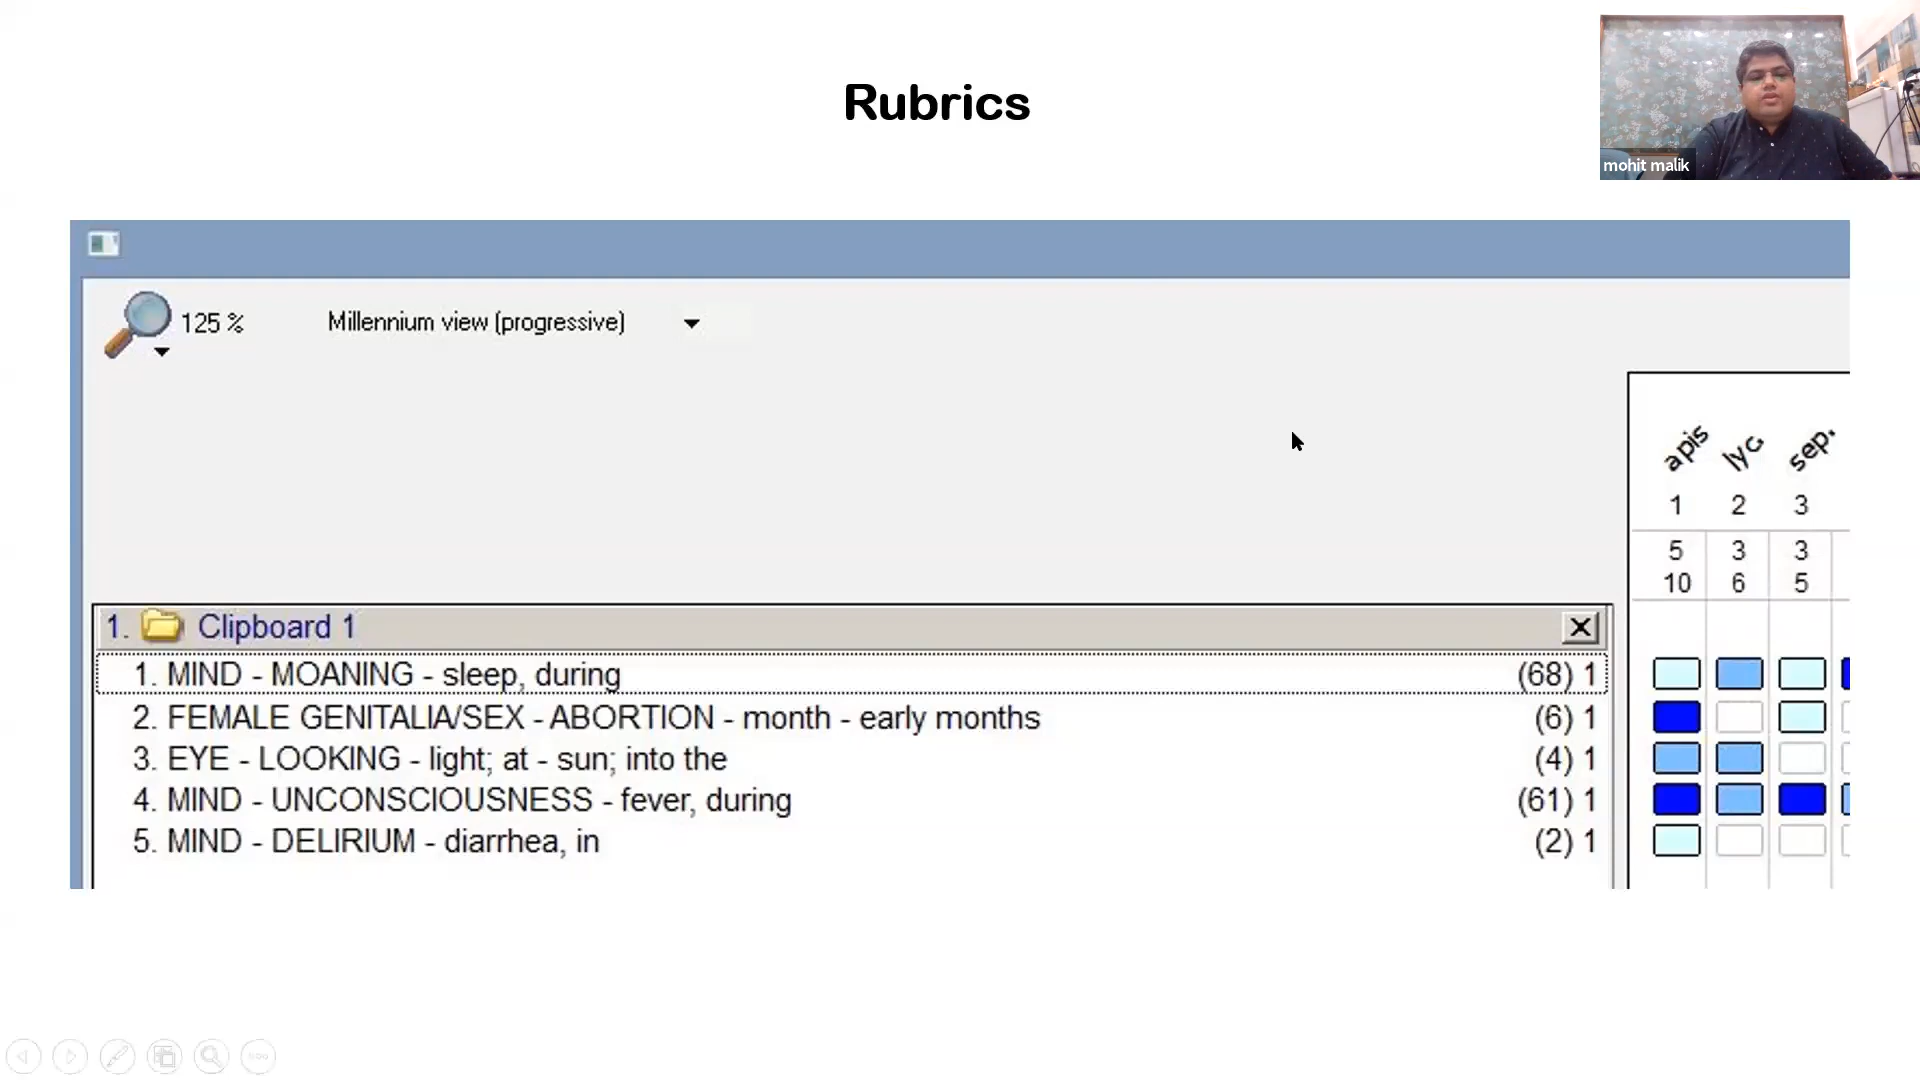 Rubrics
mohit malik
125 %
Millennium view (progressive)
apis lyc sep.
1 2 3
5 3 3
10 6 5
1. Clipboard 1
1. MIND - MOANING - sleep, during (68) 1
2. FEMALE GENITALIA/SEX - ABORTION - month - early months (6) 1
3. EYE - LOOKING - light; at - sun; into the (4) 1
4. MIND - UNCONSCIOUSNESS - fever, during (61) 1
5. MIND - DELIRIUM - diarrhea, in (2) 1